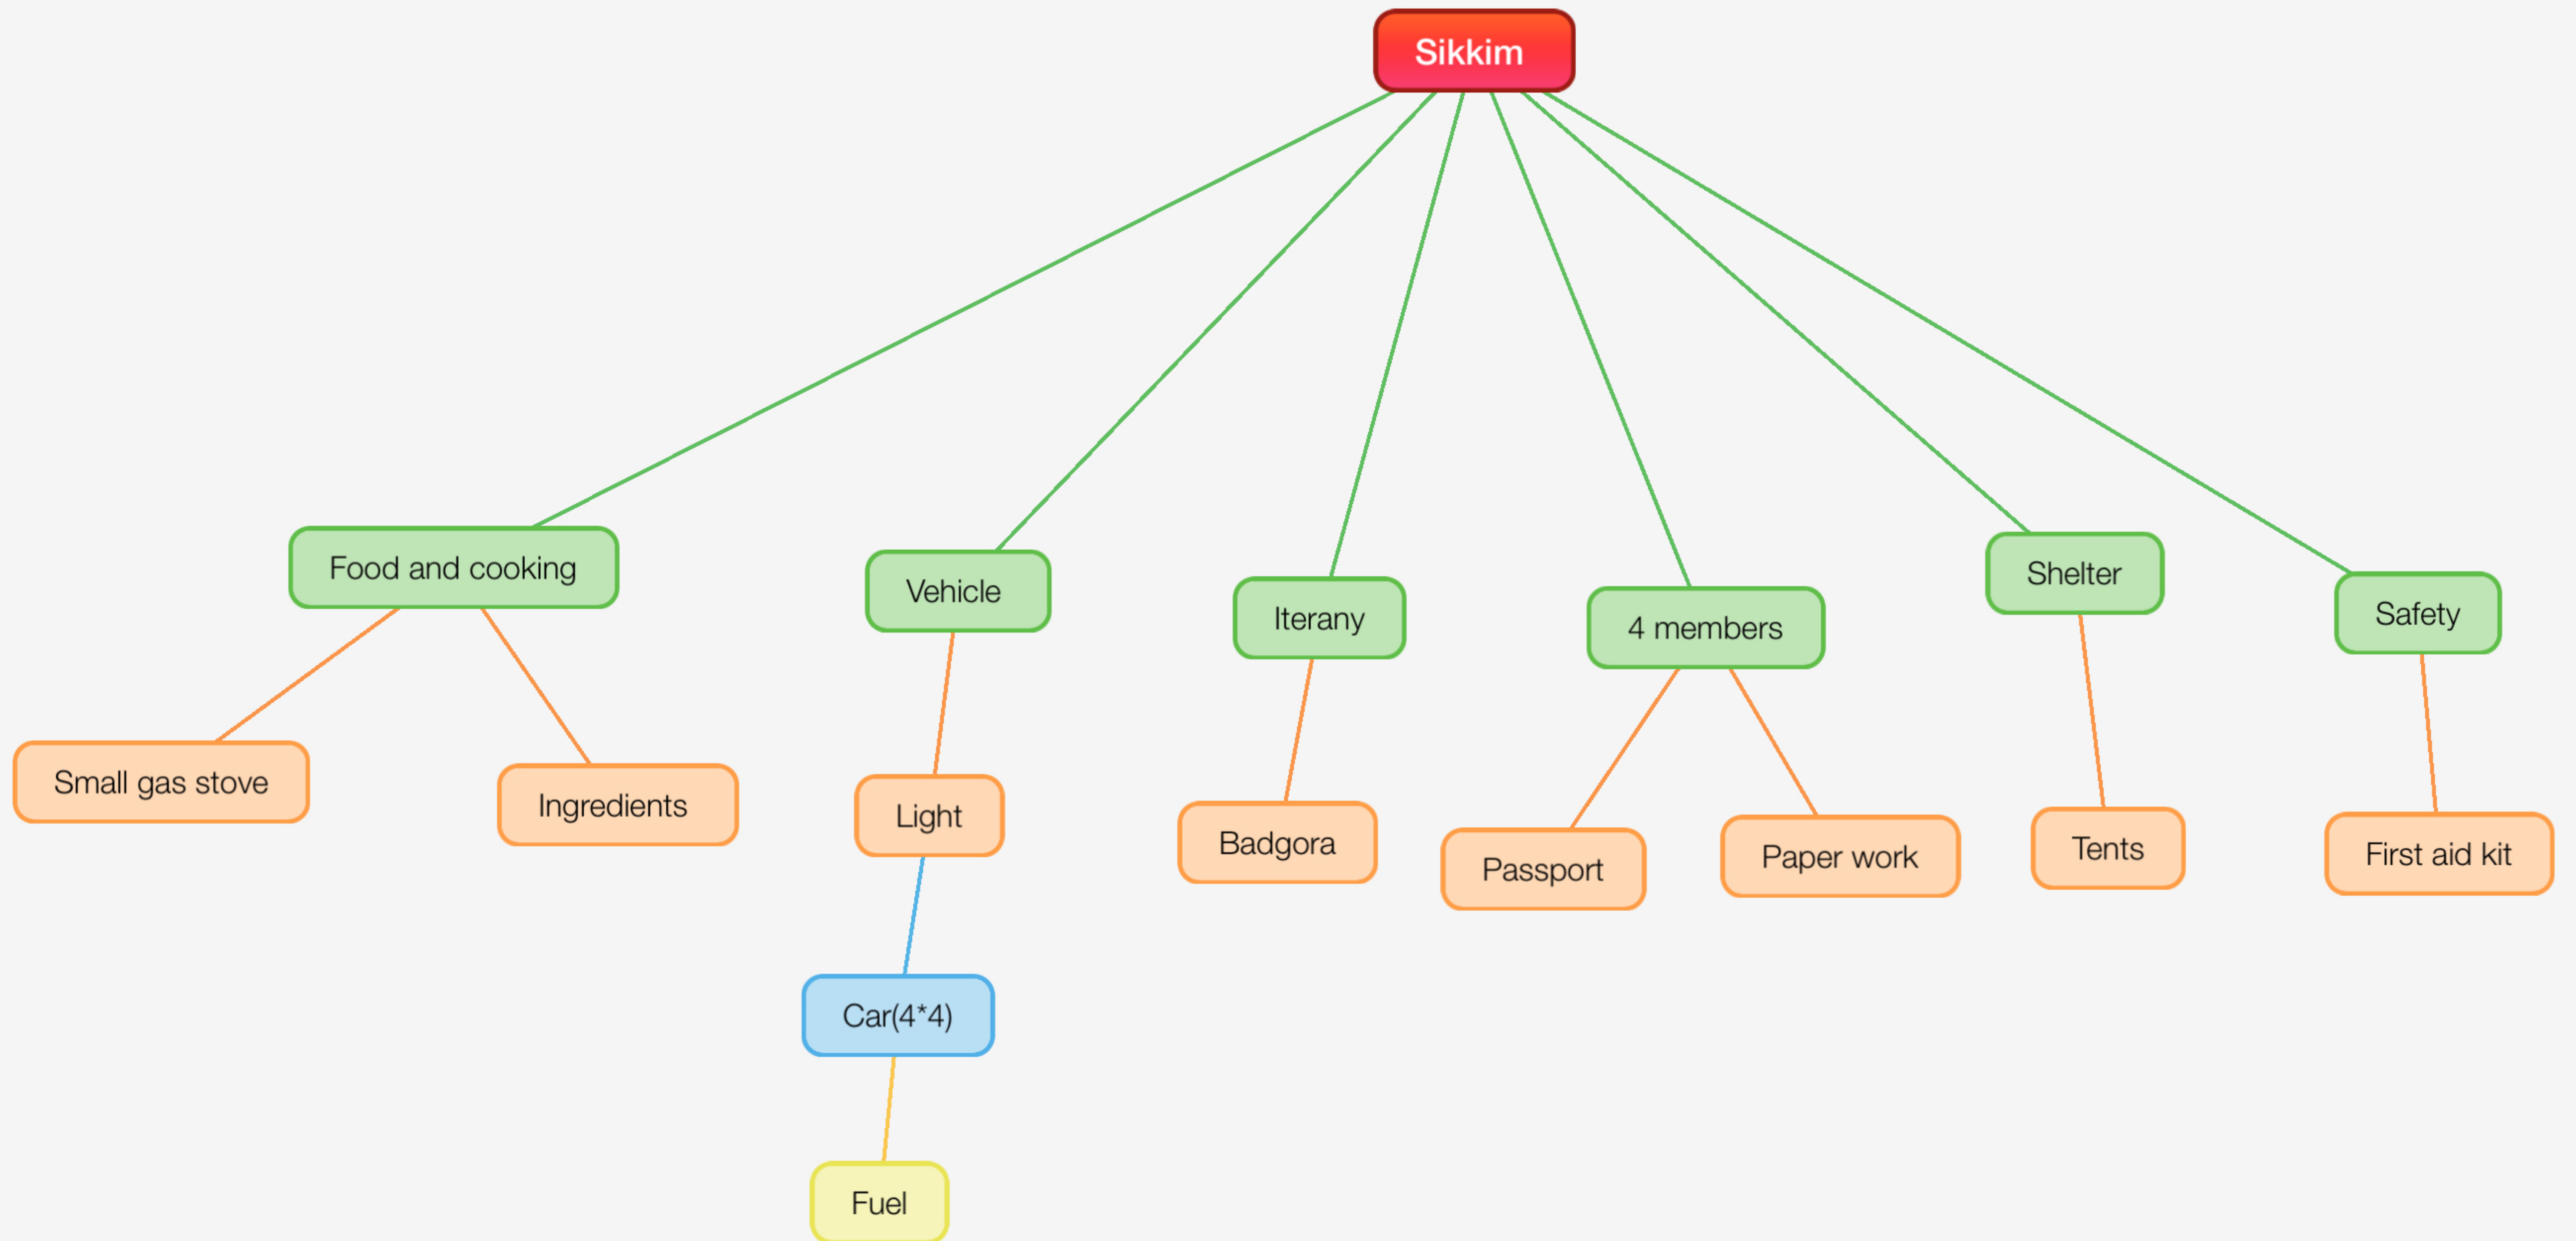 Sikkim
Food and cooking
Vehicle
Iterany
4 members
Shelter
Safety
Small gas stove
Ingredients
Light
Badgora
Passport
Paper work
Tents
First aid kit
Car(4*4)
Fuel